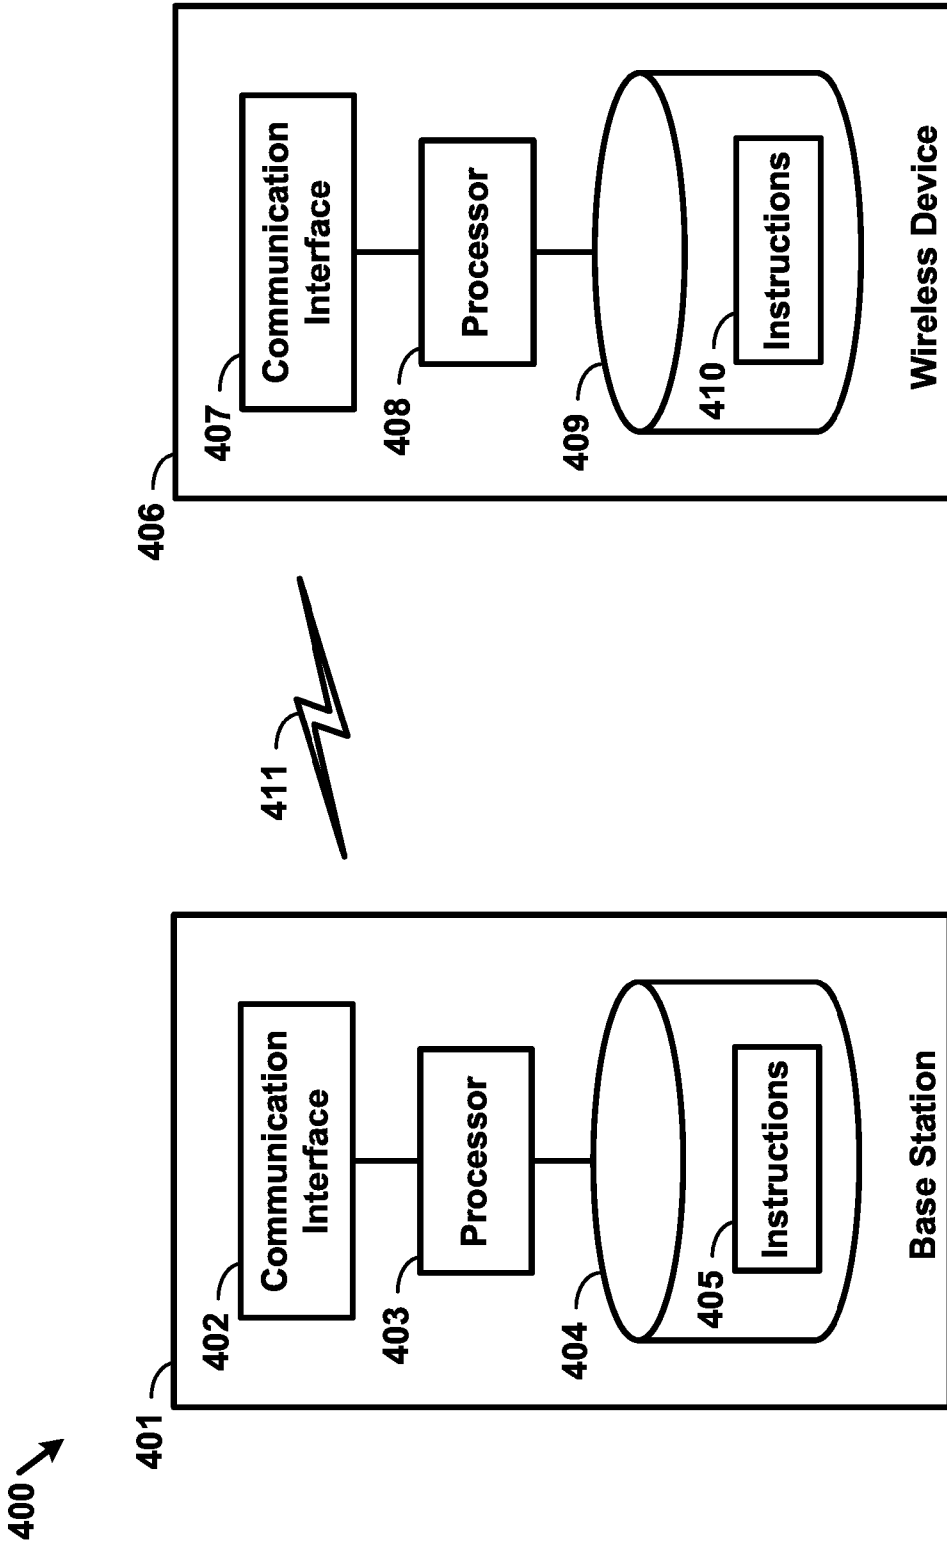 400
401
402
Communication
Interface
403
Processor
404
405
Instructions
Base Station
411
406
407
Communication
Interface
408
Processor
409
410
Instructions
Wireless Device